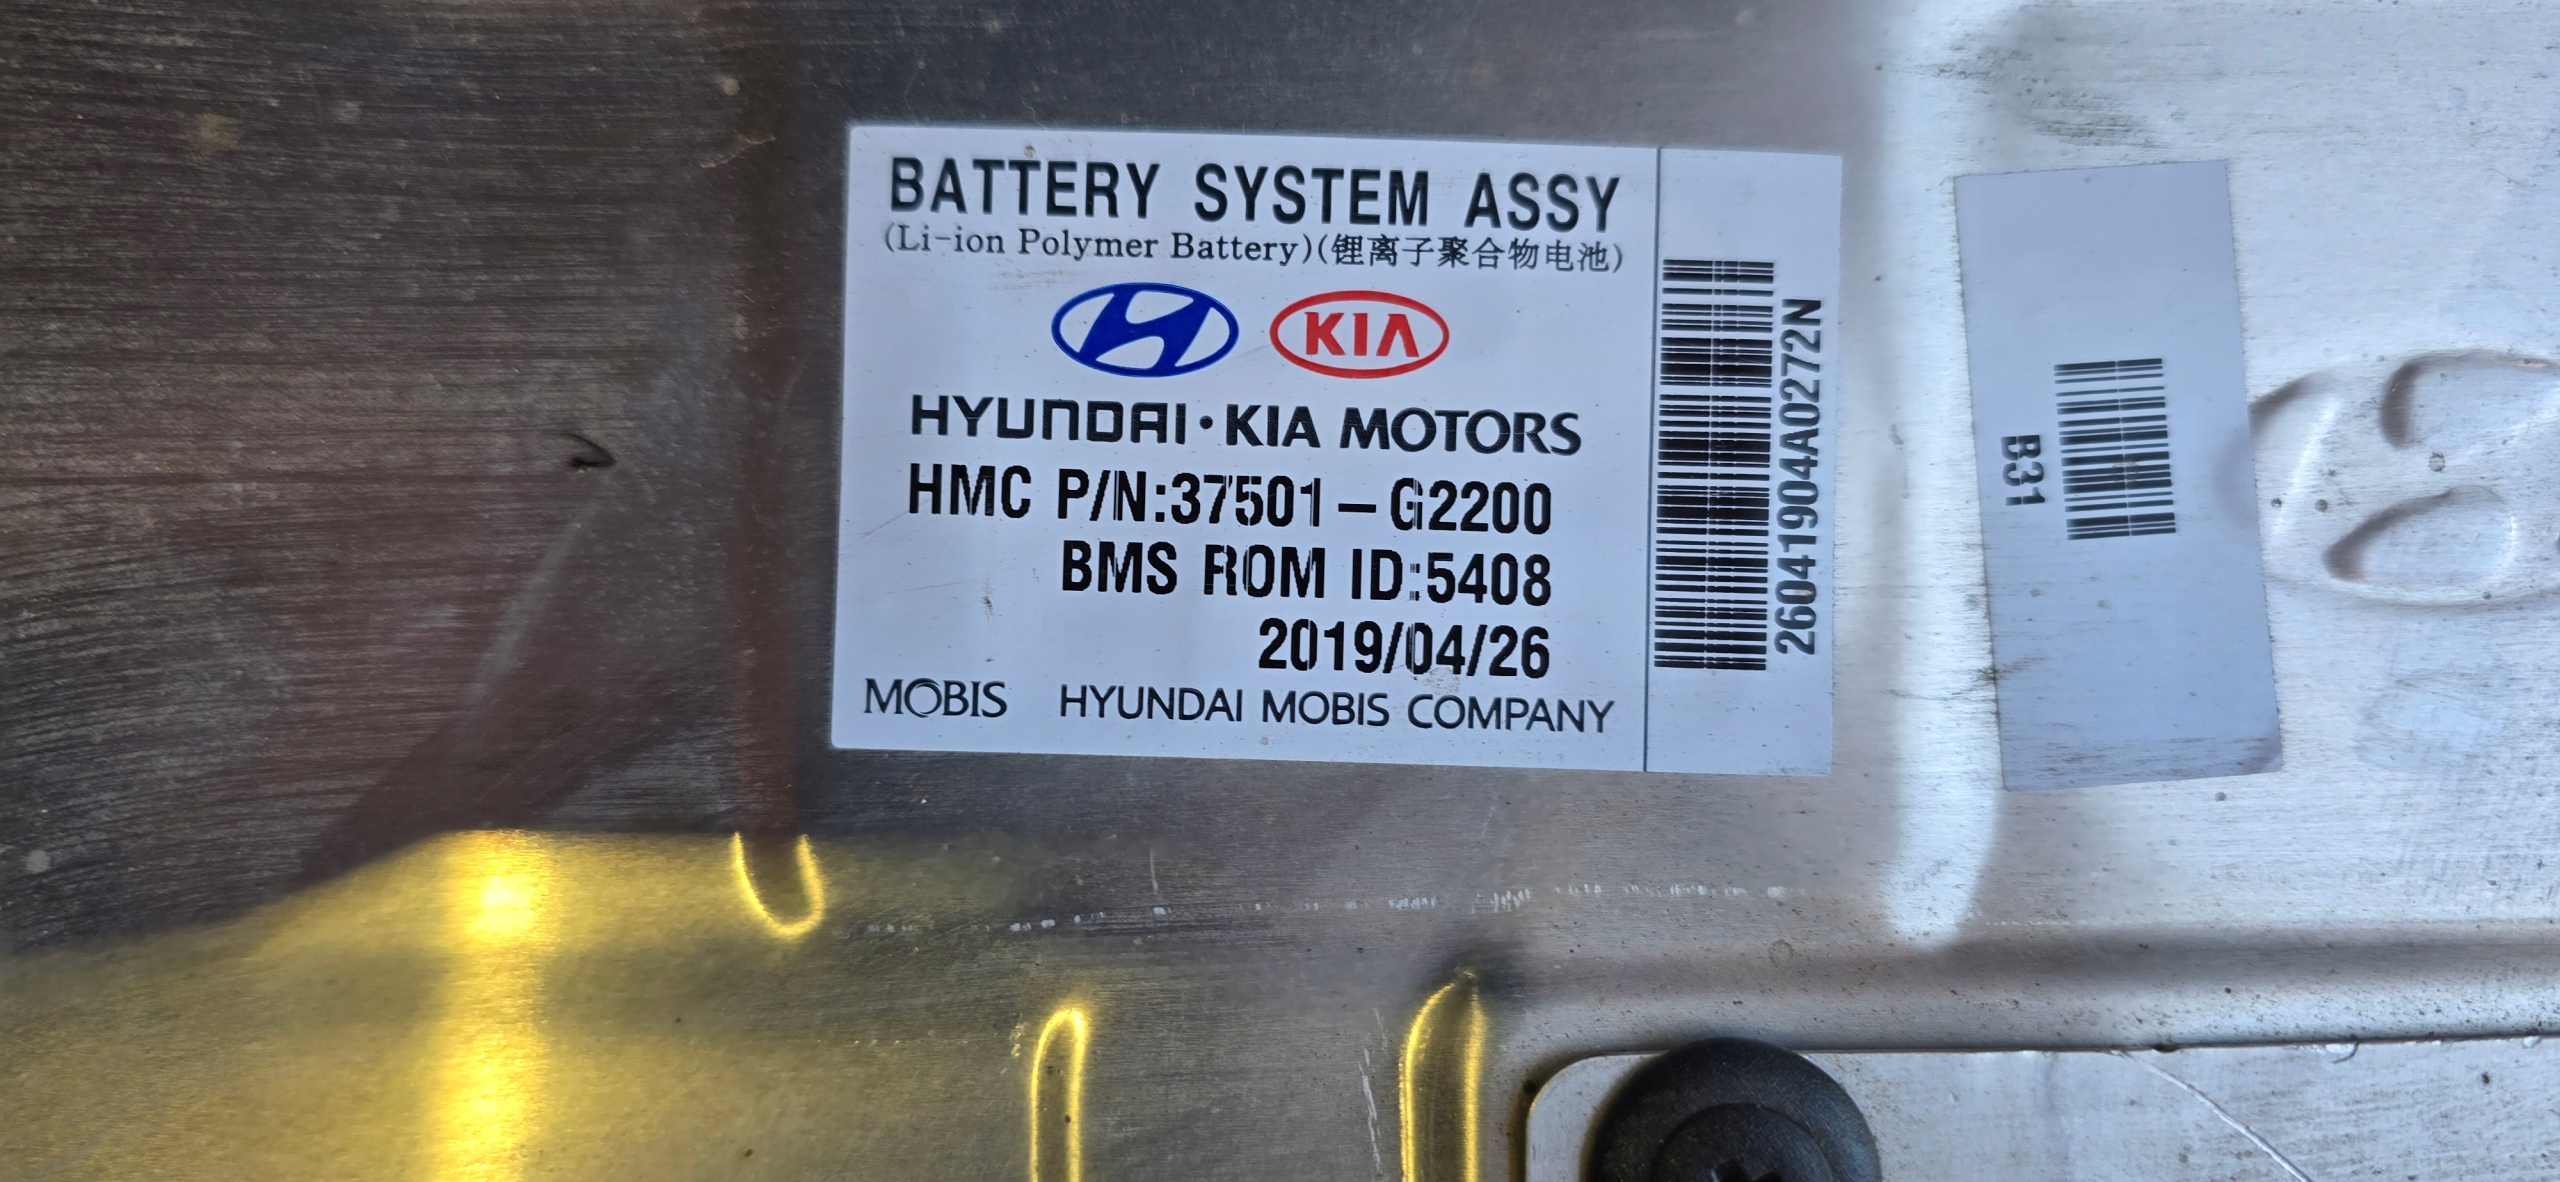 BATTERY SYSTEM ASSY
(Li-ion Polymer Battery)(锂离子聚合物电池)
KIA
HYUNDAI·KIA MOTORS
HMC P/N:37501-G2200
BMS ROM ID:5408
2019/04/26
MOBIS HYUNDAI MOBIS COMPANY
26041904A0272N
B31